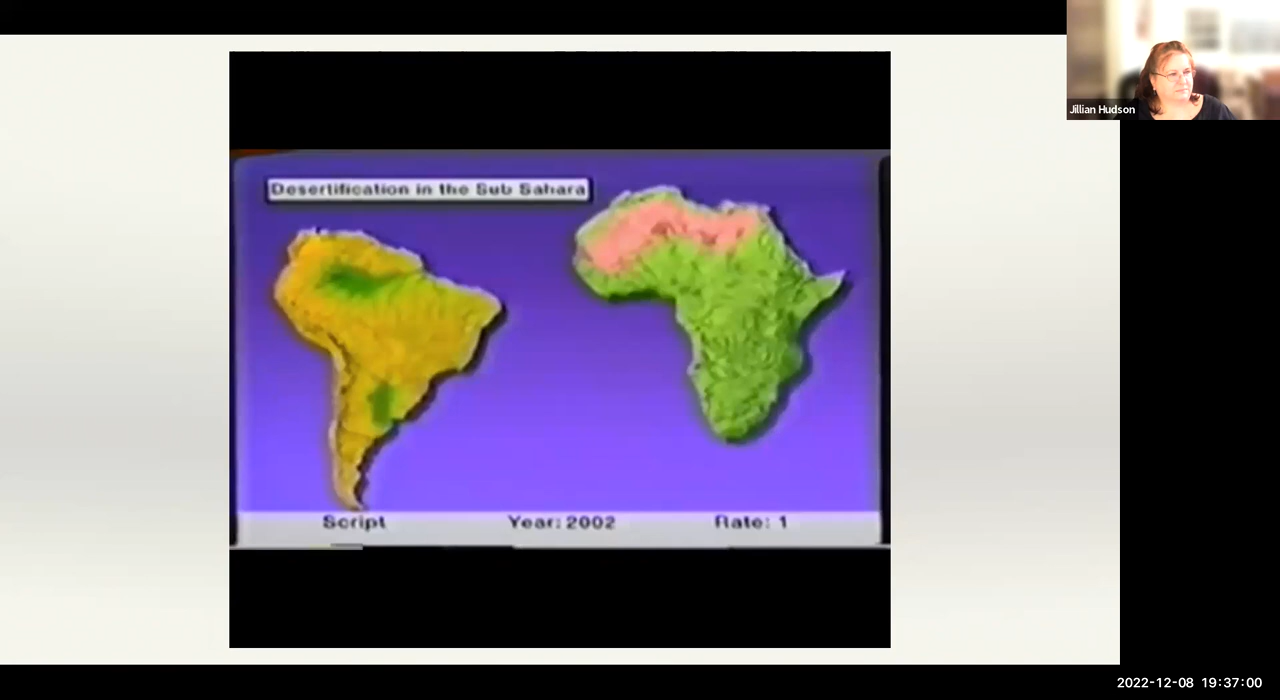 Jillian Hudson
Desertification in the Sub Sahara
Script Year: 2002 Rate: 1
2022-12-08 19:37:00